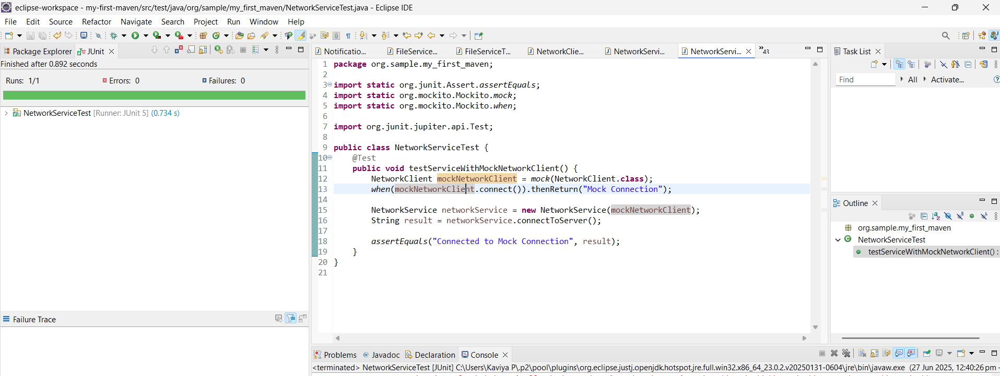 eclipse-workspace - my-first-maven/src/test/java/org/sample/my_first_maven/NetworkServiceTest.java - Eclipse IDE
File Edit Source Refactor Navigate Search Project Run Window Help
Package Explorer JUnit
Finished after 0.892 seconds
Runs: 1/1 Errors: 0 Failures: 0
NetworkServiceTest [Runner: JUnit 5] (0.734 s)
Failure Trace
Notificatio... FileService... FileServiceT... NetworkClie... NetworkServi... NetworkServi... »43
1 package org.sample.my_first_maven;
2
3 import static org.junit.Assert.assertEquals;
4 import static org.mockito.Mockito.mock;
5 import static org.mockito.Mockito.when;
6
7 import org.junit.jupiter.api.Test;
8
9 public class NetworkServiceTest {
10 @Test
11 public void testServiceWithMockNetworkClient() {
12 NetworkClient mockNetworkClient = mock(NetworkClient.class);
13 when(mockNetworkClient.connect()).thenReturn("Mock Connection");
14
15 NetworkService networkService = new NetworkService(mockNetworkClient);
16 String result = networkService.connectToServer();
17
18 assertEquals("Connected to Mock Connection", result);
19 }
20 }
21
Task List
Find All Activate...
Outline
org.sample.my_first_maven
NetworkServiceTest
testServiceWithMockNetworkClient() :
Problems Javadoc Declaration Console
<terminated> NetworkServiceTest [JUnit] C:\Users\Kaviya P\.p2\pool\plugins\org.eclipse.justj.openjdk.hotspot.jre.full.win32.x86_64_23.0.2.v20250131-0604\jre\bin\javaw.exe (27 Jun 2025, 12:40:26 pm -